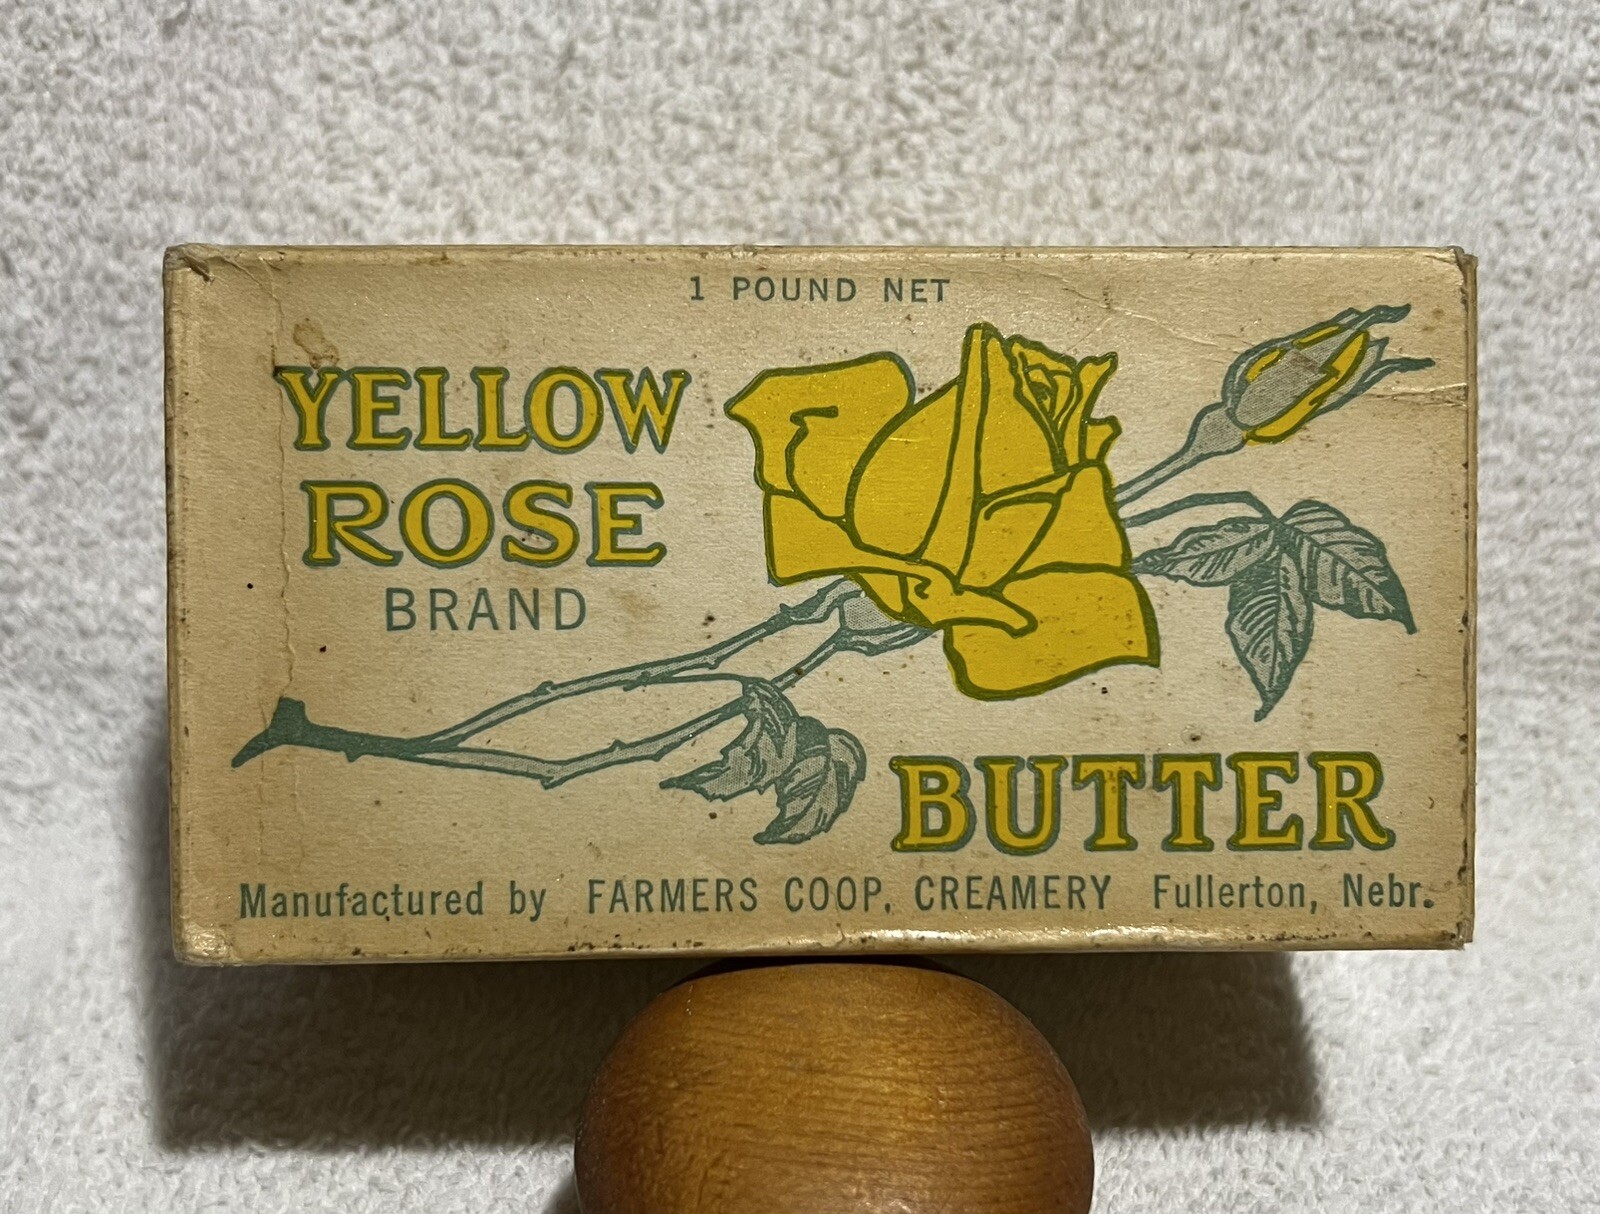 1 POUND NET
YELLOW
ROSE
BRAND
BUTTER
Manufactured by FARMERS COOP. CREAMERY Fullerton, Nebr.